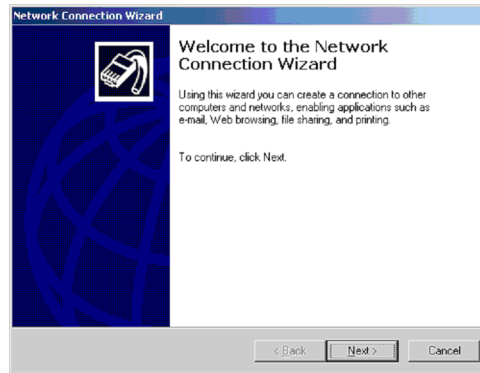 Network Connection Wizard
Welcome to the Network
Connection Wizard
Using this wizard you can create a connection to other
computers and networks, enabling applications such as
e-mail, Web browsing, file sharing, and printing.
To continue, click Next.
< Back
Next >
Cancel